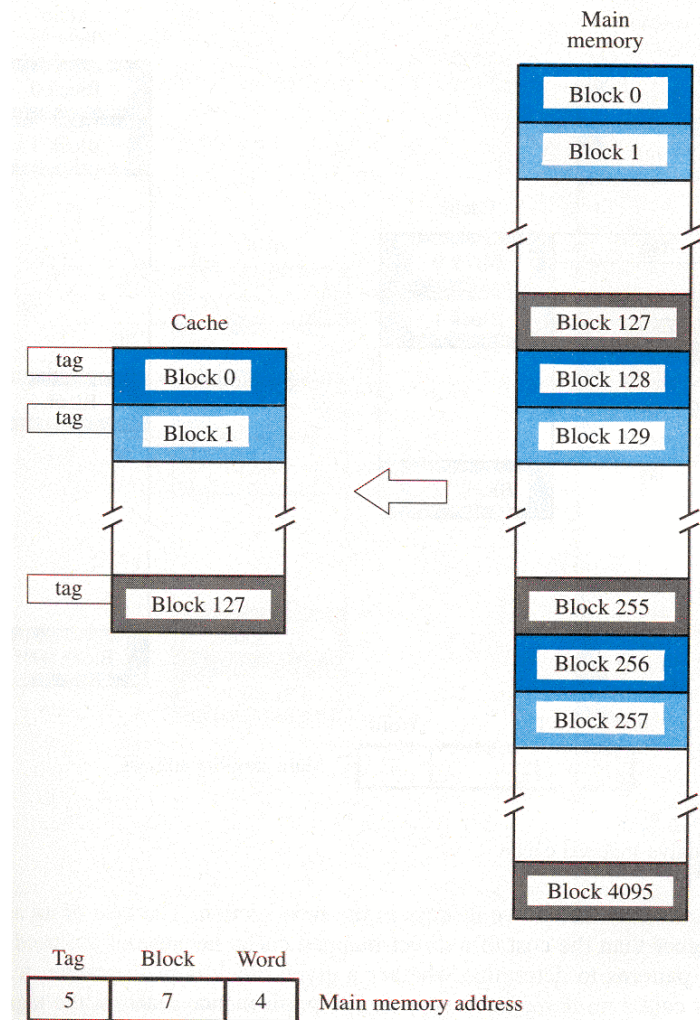 Main
memory
Block 0
Block 1
Block 127
Block 128
Block 129
Block 255
Block 256
Block 257
Block 4095
Cache
tag
Block 0
tag
Block 1
tag
Block 127
Tag Block Word
5 7 4 Main memory address